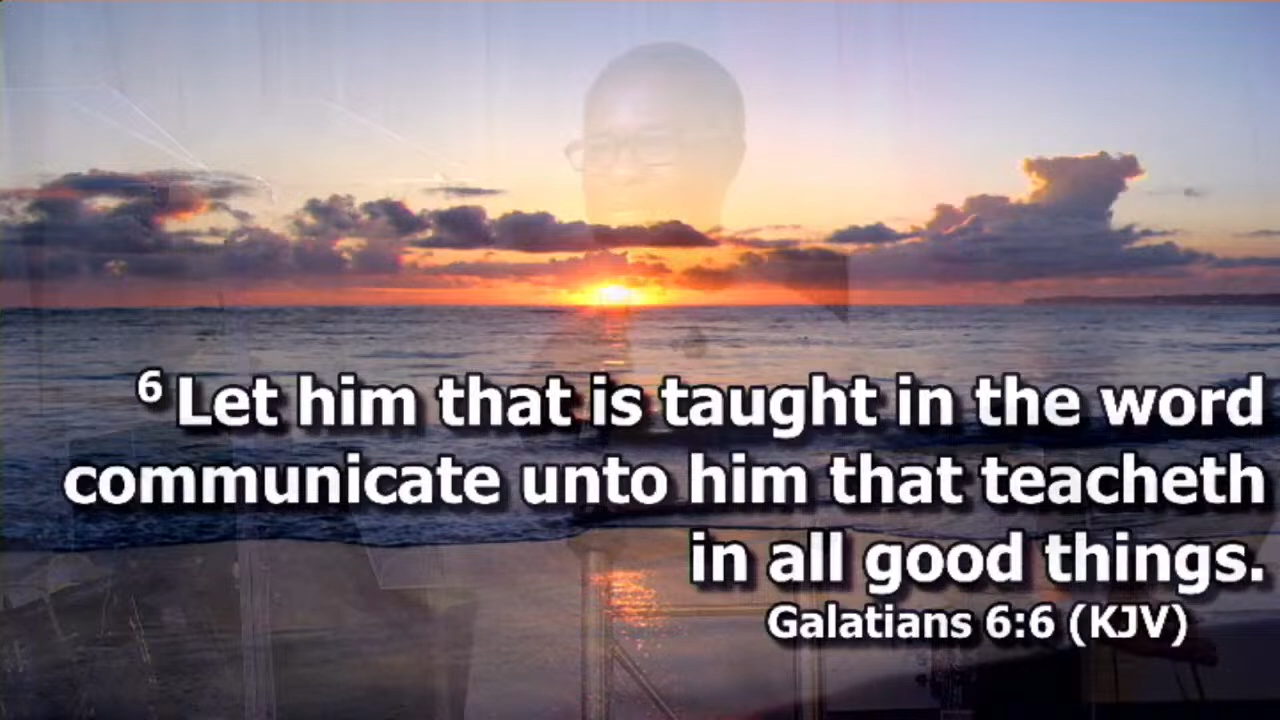 6 Let him that is taught in the word
communicate unto him that teacheth
in all good things.
Galatians 6:6 (KJV)